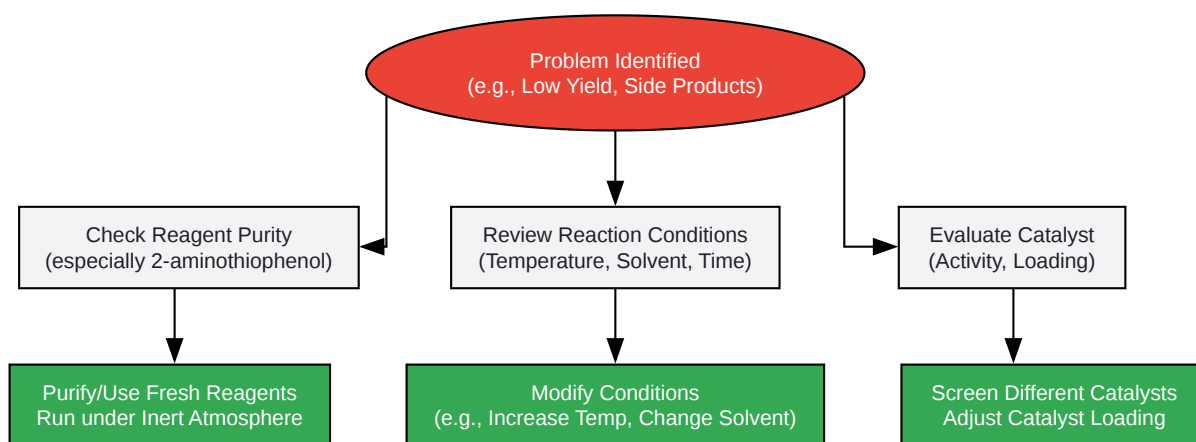 Problem Identified
(e.g., Low Yield, Side Products)
Check Reagent Purity
(especially 2-aminothiophenol)
Review Reaction Conditions
(Temperature, Solvent, Time)
Evaluate Catalyst
(Activity, Loading)
Purify/Use Fresh Reagents
Run under Inert Atmosphere
Modify Conditions
(e.g., Increase Temp, Change Solvent)
Screen Different Catalysts
Adjust Catalyst Loading